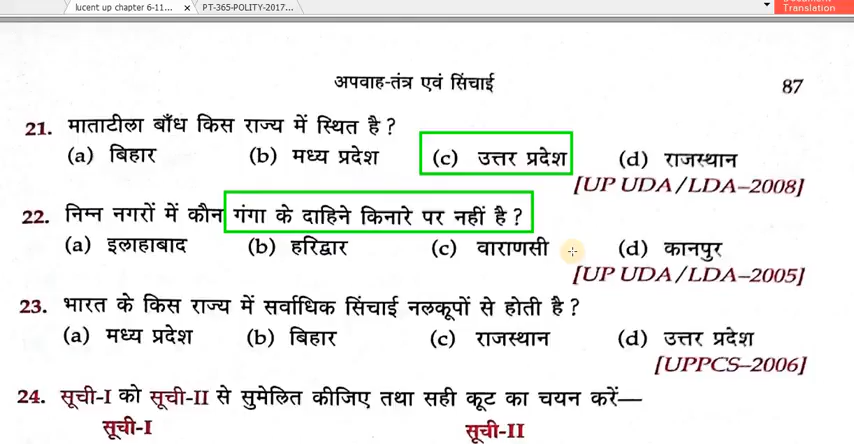 lucent up chapter 6-11... × PT-365-POLITY-2017...
Translation
अपवाह-तंत्र एवं सिंचाई 87
21. माताटीला बाँध किस राज्य में स्थित है ?
(a) बिहार (b) मध्य प्रदेश (c) उत्तर प्रदेश (d) राजस्थान
[UP UDA/LDA–2008]
22. निम्न नगरों में कौन गंगा के दाहिने किनारे पर नहीं है ?
(a) इलाहाबाद (b) हरिद्वार (c) वाराणसी (d) कानपुर
[UP UDA/LDA–2005]
23. भारत के किस राज्य में सर्वाधिक सिंचाई नलकूपों से होती है ?
(a) मध्य प्रदेश (b) बिहार (c) राजस्थान (d) उत्तर प्रदेश
[UPPCS–2006]
24. सूची-I को सूची-II से सुमेलित कीजिए तथा सही कूट का चयन करें—
सूची-I सूची-II